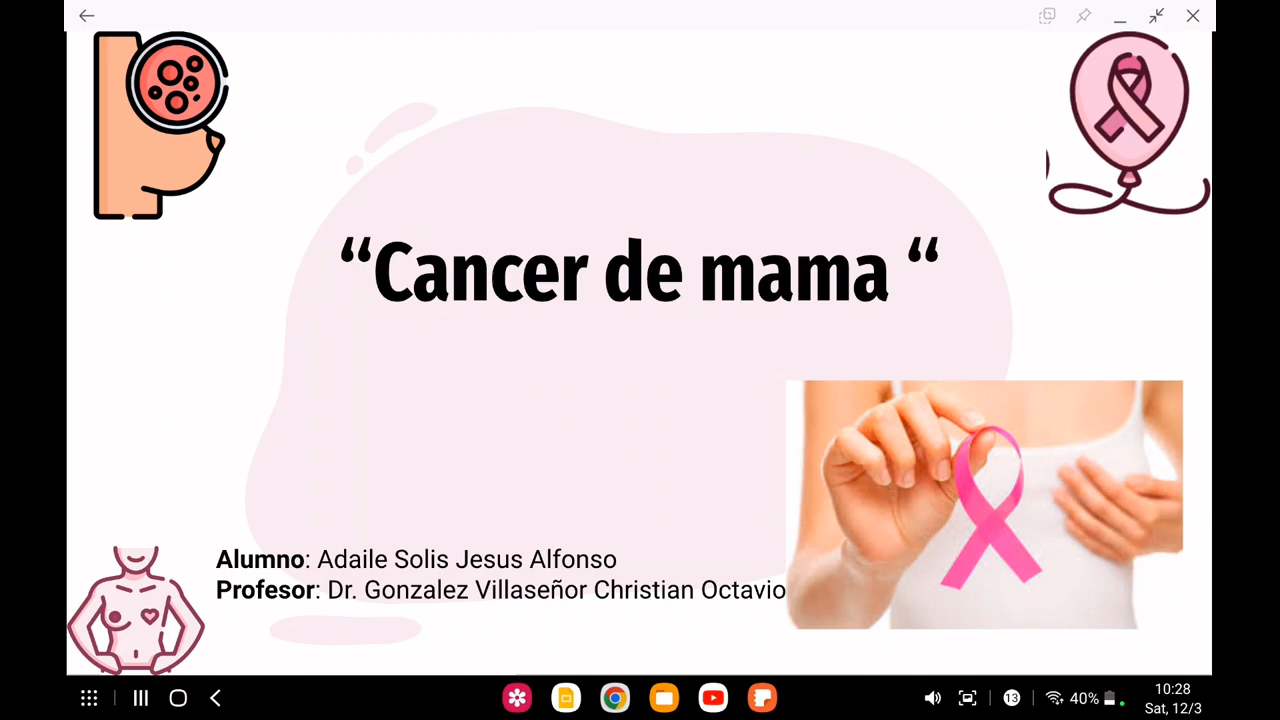 “Cancer de mama “
Alumno: Adaile Solis Jesus Alfonso
Profesor: Dr. Gonzalez Villaseñor Christian Octavio
13
40%
10:28
Sat, 12/3